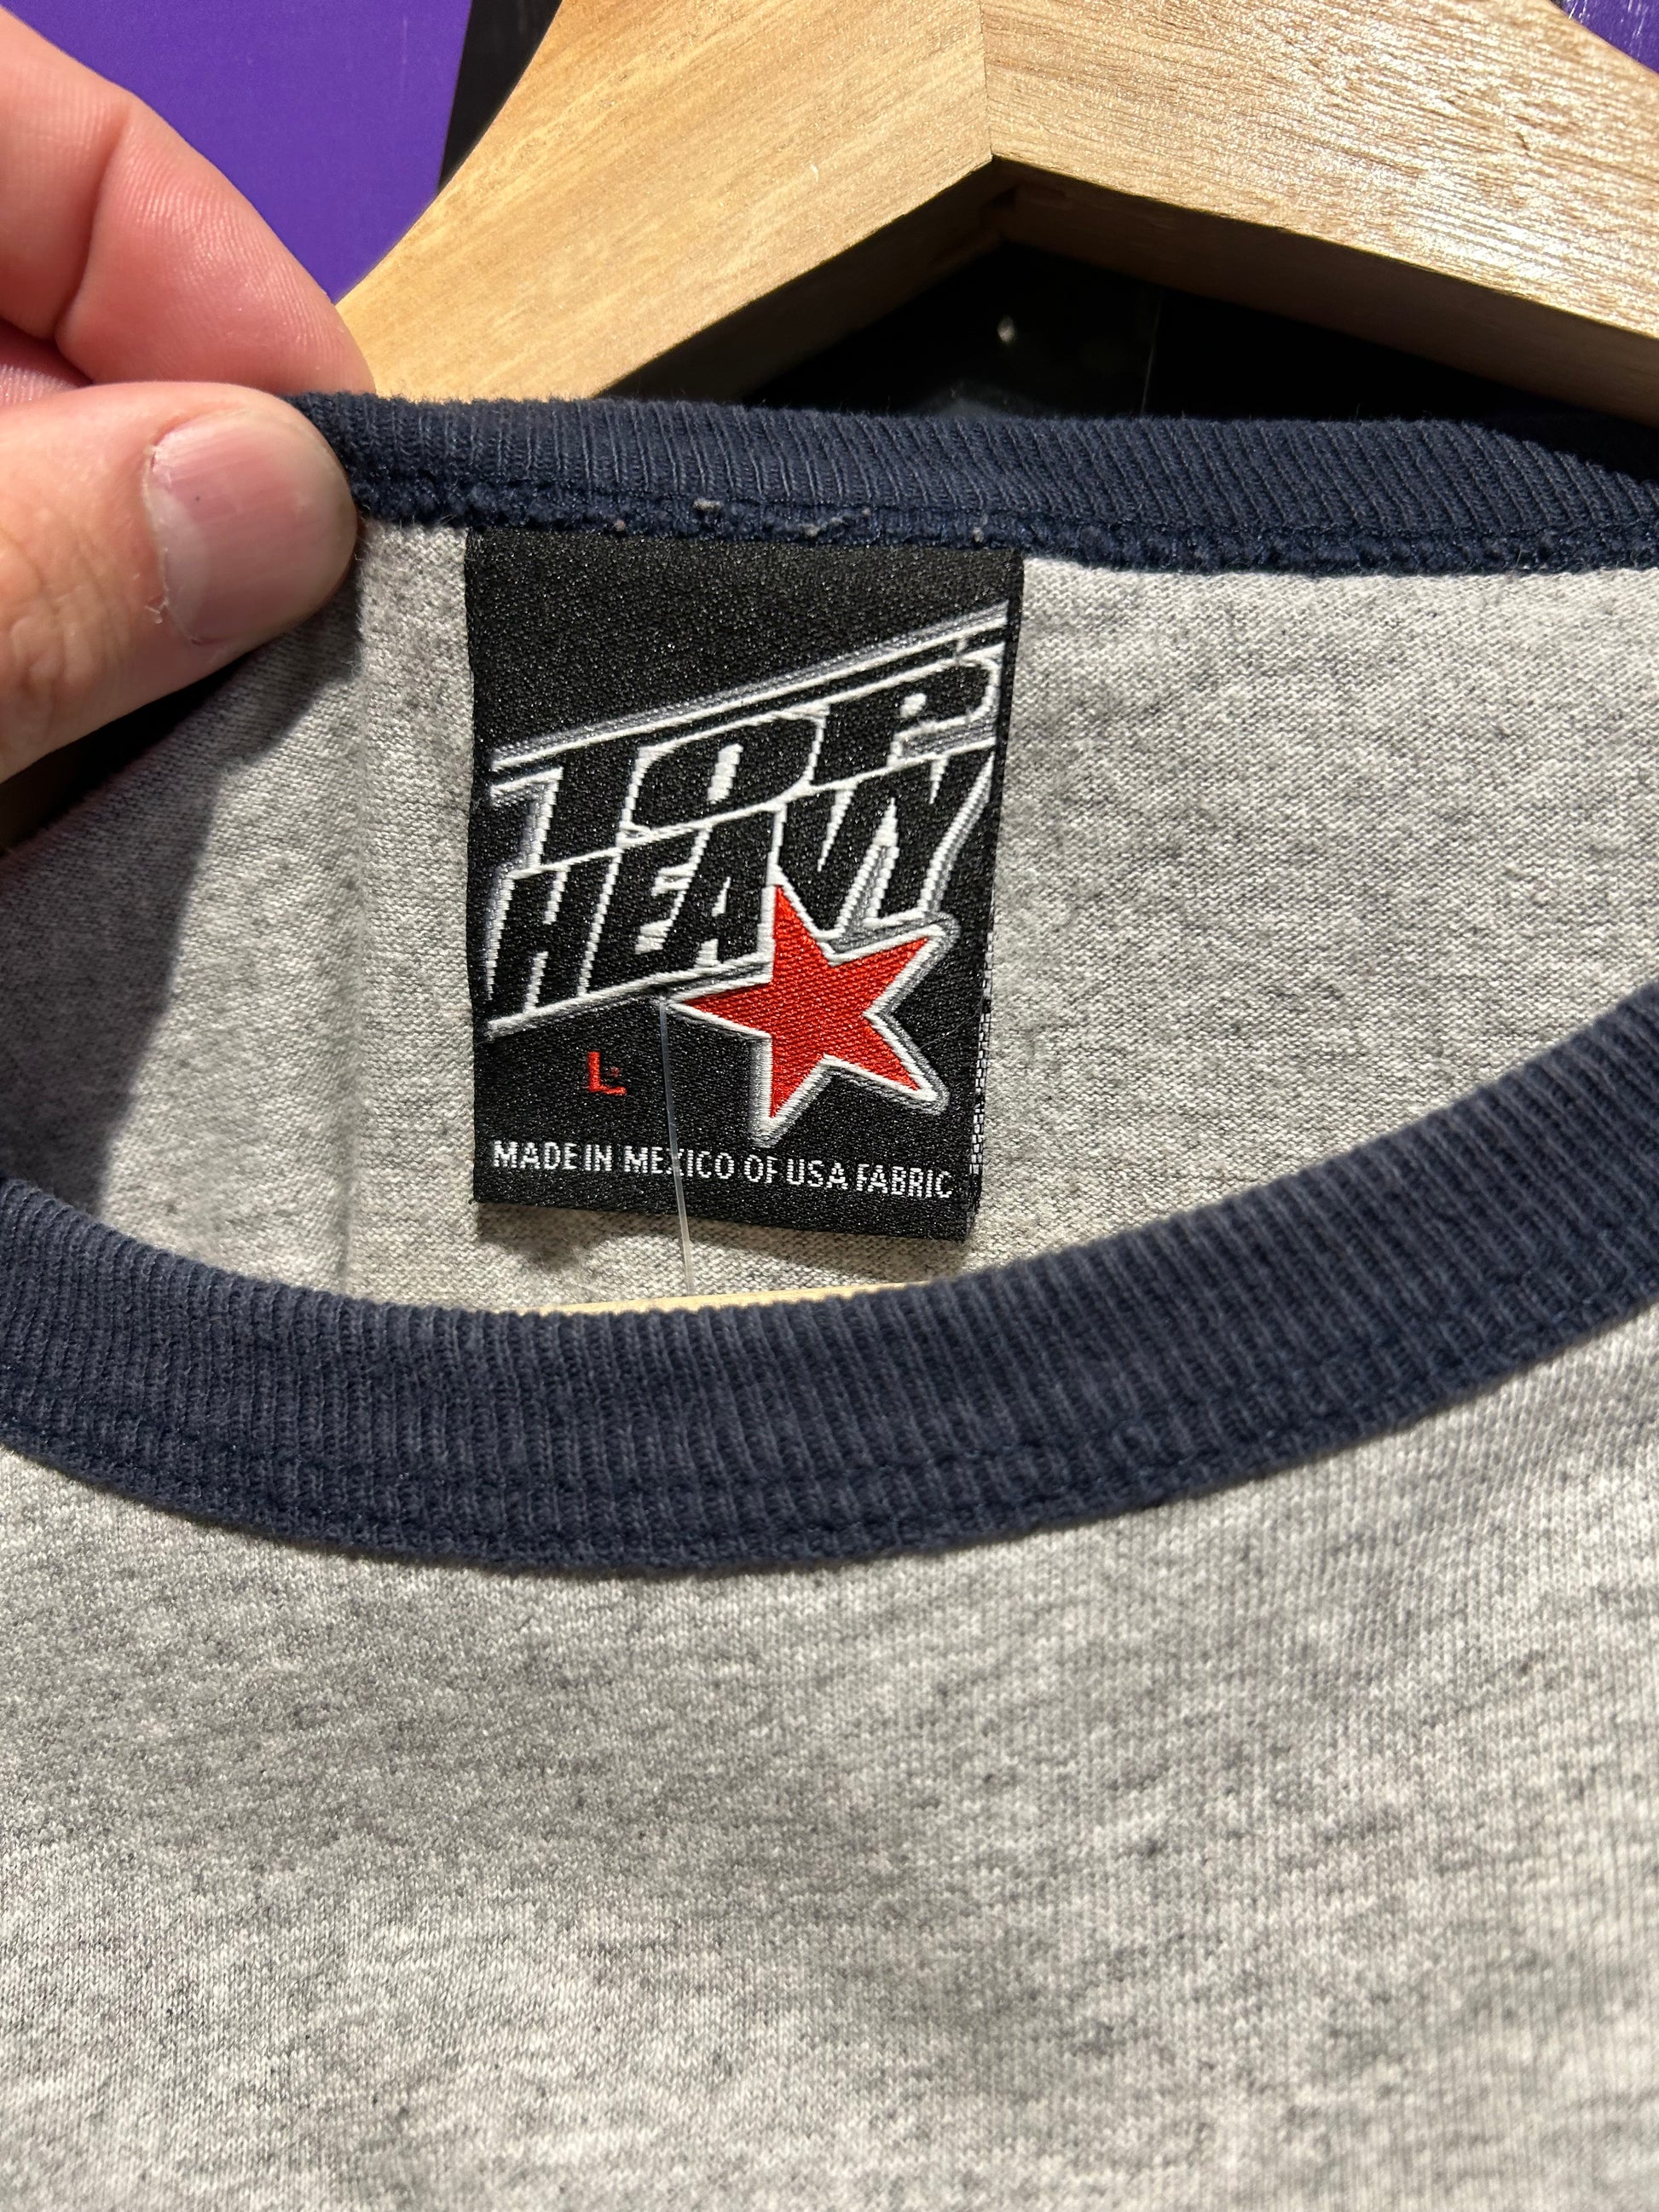 TOP
HEAVY
L
MADE IN MEXICO OF USA FABRIC